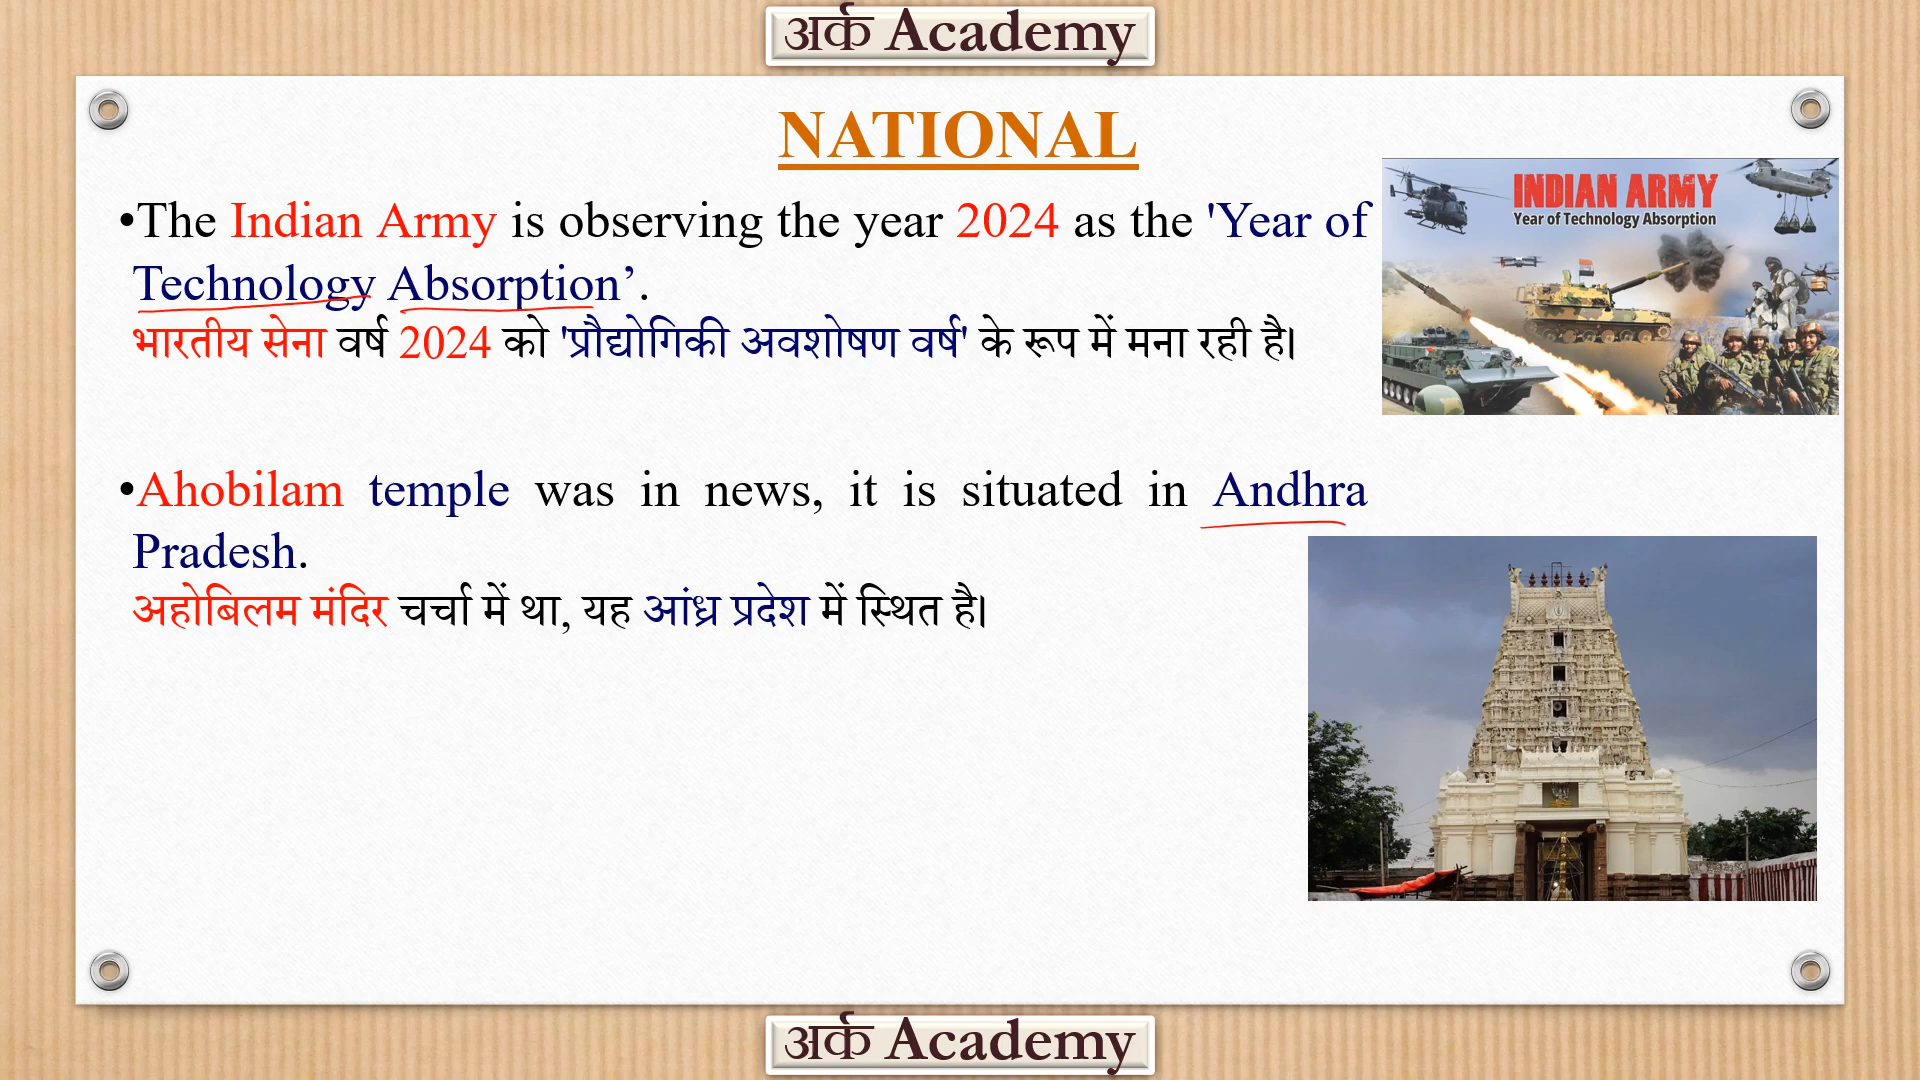 अर्क Academy
NATIONAL
•The Indian Army is observing the year 2024 as the 'Year of
Technology Absorption’.
भारतीय सेना वर्ष 2024 को 'प्रौद्योगिकी अवशोषण वर्ष' के रूप में मना रही है।
INDIAN ARMY
Year of Technology Absorption
•Ahobilam temple was in news, it is situated in Andhra
Pradesh.
अहोबिलम मंदिर चर्चा में था, यह आंध्र प्रदेश में स्थित है।
अर्क Academy